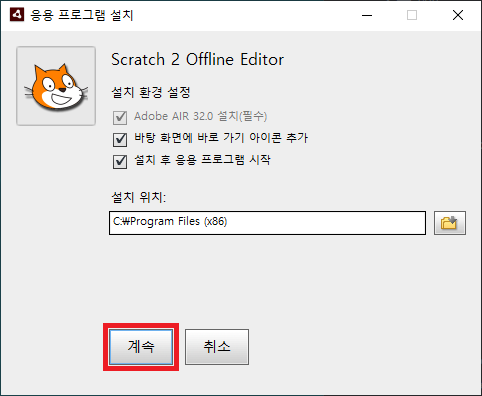 응용 프로그램 설치
Scratch 2 Offline Editor
설치 환경 설정
Adobe AIR 32.0 설치(필수)
바탕 화면에 바로 가기 아이콘 추가
설치 후 응용 프로그램 시작
설치 위치:
C:₩Program Files (x86)
계속
취소